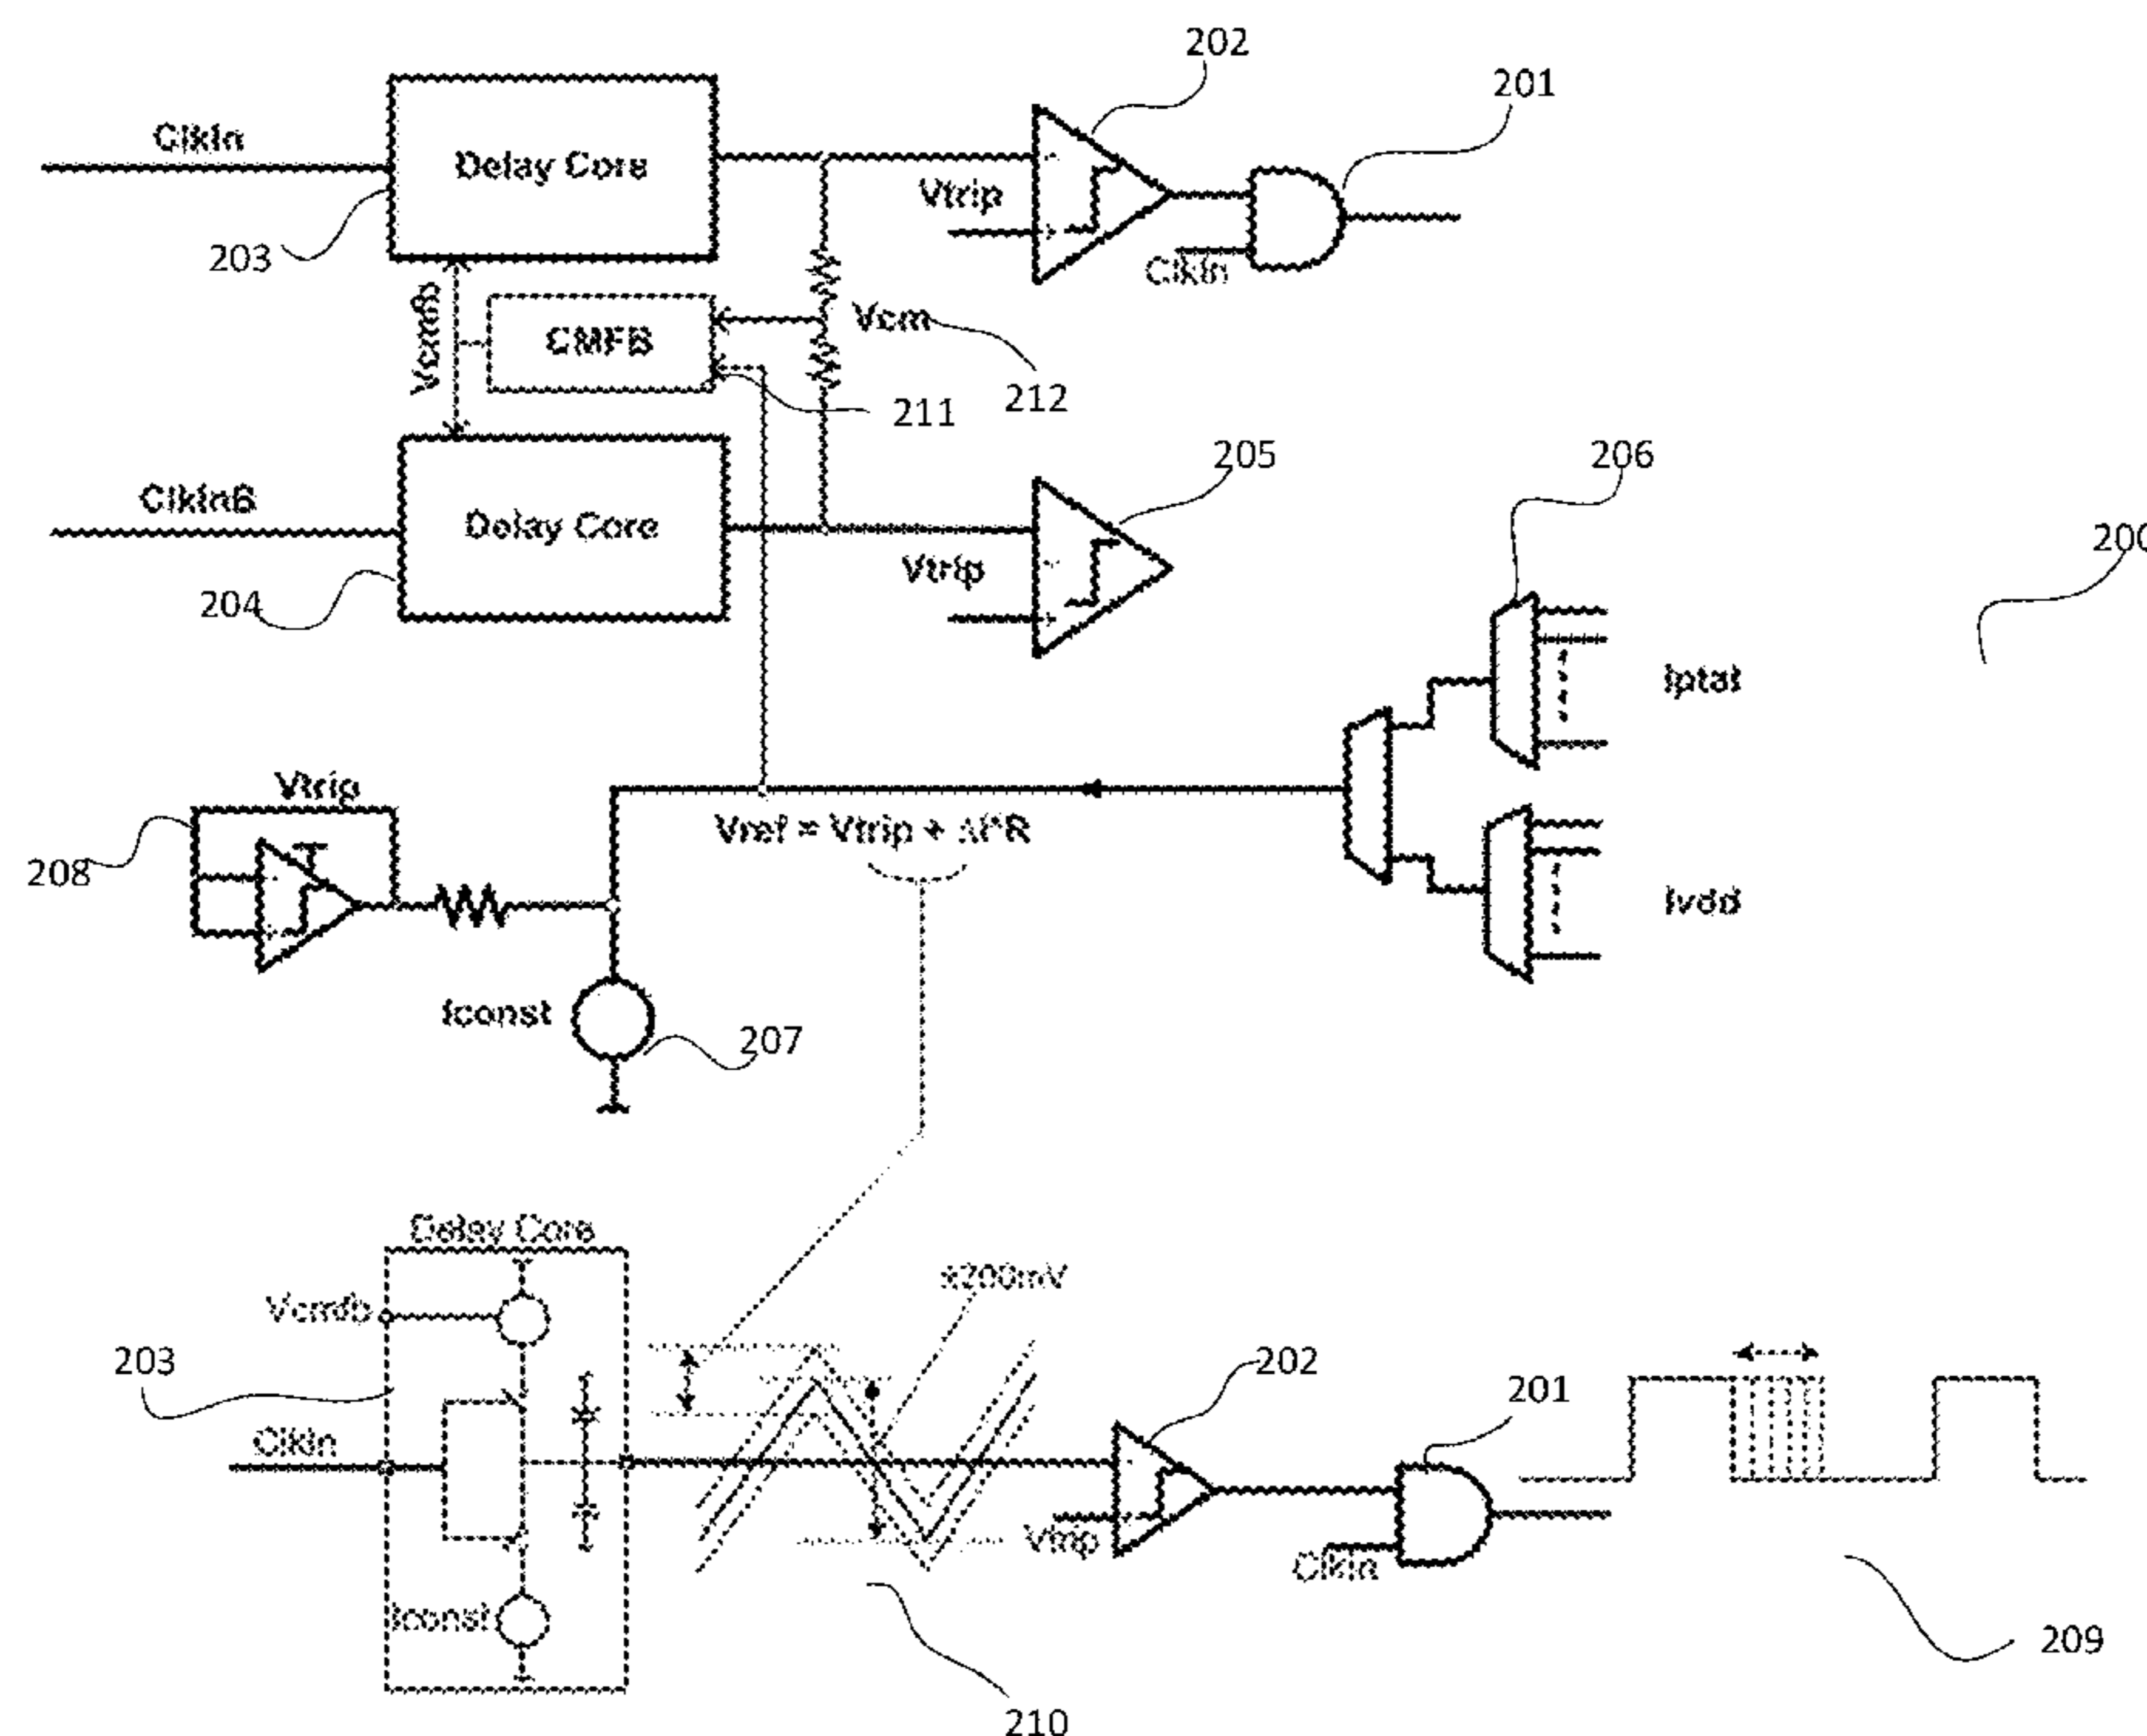 202
201
ClkIn
Delay Core
Vtrip
203
ClkIn
Vcmfb
CMFB
Vcm
211
212
205
206
ClkInB
Delay Core
Vtrip
200
204
Iptat
Vtrip
Vref = Vtrip + ΔI*R
208
Ivdd
Iconst
207
Delay Core
±200mV
Vcmfb
203
202
201
ClkIn
Vtrip
ClkIn
Iconst
209
210